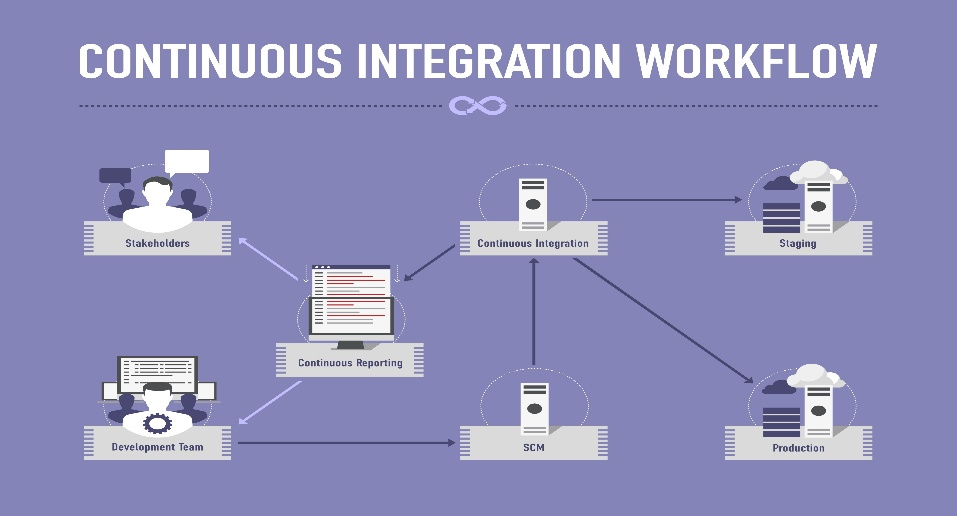 CONTINUOUS INTEGRATION WORKFLOW
Stakeholders
Continuous Integration
Staging
Continuous Reporting
Development Team
SCM
Production